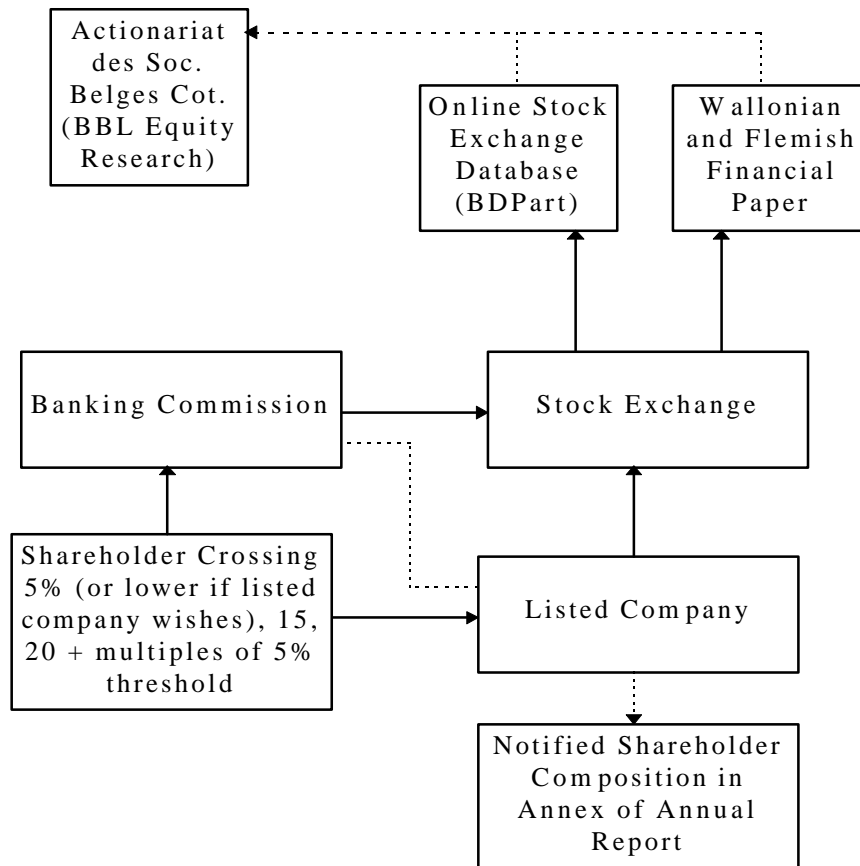 Actionariat
des Soc.
Belges Cot.
(BBL Equity
Research)
Online Stock
Exchange
Database
(BDPart)
Wallonian
and Flemish
Financial
Paper
Banking Commission
Stock Exchange
Shareholder Crossing
5% (or lower if listed
company wishes), 15,
20 + multiples of 5%
threshold
Listed Company
Notified Shareholder
Composition in
Annex of Annual
Report